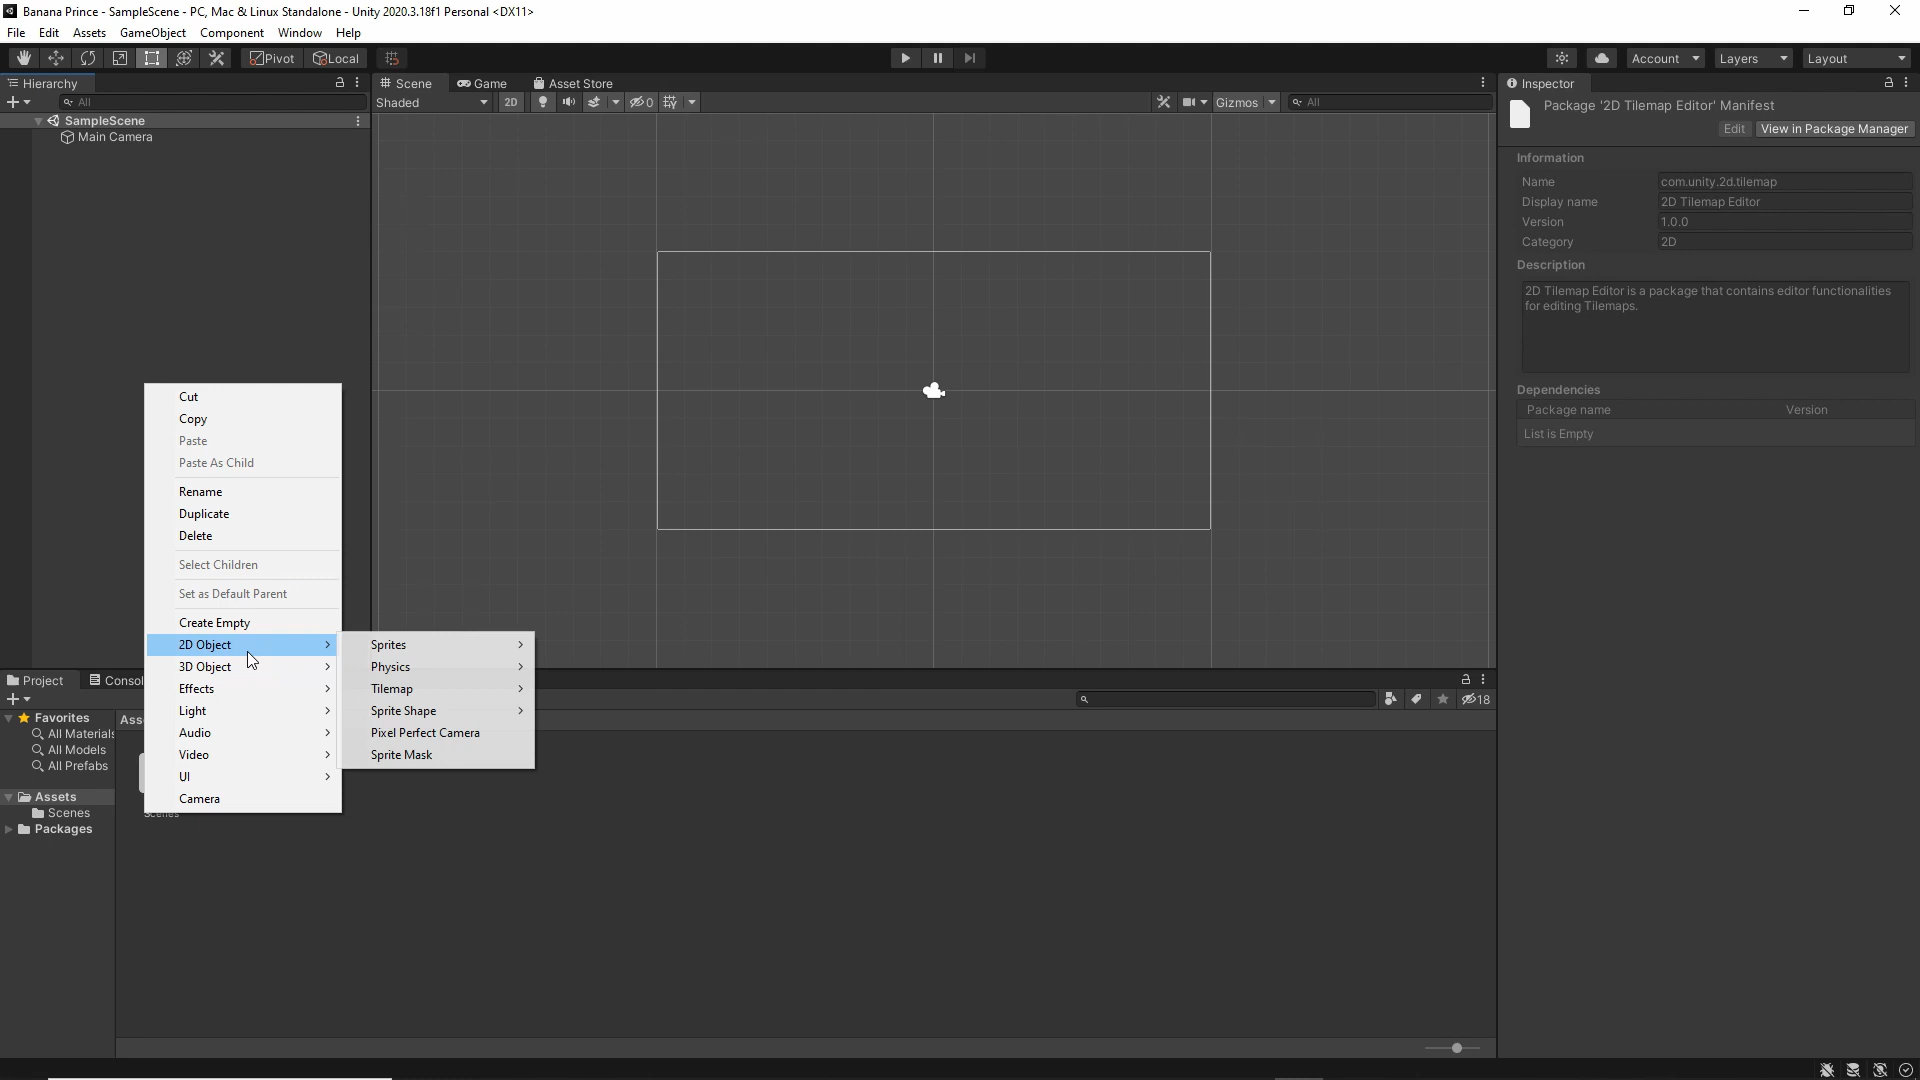 Banana Prince - SampleScene - PC, Mac & Linux Standalone - Unity 2020.3.18f1 Personal <DX11>
File Edit Assets GameObject Component Window Help
Pivot Local Account Layers Layout
Hierarchy
All
SampleScene
Main Camera
Scene Game Asset Store
Shaded 2D 0 Gizmos All
Inspector
Package '2D Tilemap Editor' Manifest
Edit View in Package Manager
Information
Name com.unity.2d.tilemap
Display name 2D Tilemap Editor
Version 1.0.0
Category 2D
Description
2D Tilemap Editor is a package that contains editor functionalities
for editing Tilemaps.
Dependencies
Package name Version
List is Empty
Cut
Copy
Paste
Paste As Child
Rename
Duplicate
Delete
Select Children
Set as Default Parent
Create Empty
2D Object
3D Object
Effects
Light
Audio
Video
UI
Camera
Sprites
Physics
Tilemap
Sprite Shape
Pixel Perfect Camera
Sprite Mask
Project Consol
18
Favorites
All Materials
All Models
All Prefabs
Assets
Scenes
Packages
Ass
Scenes